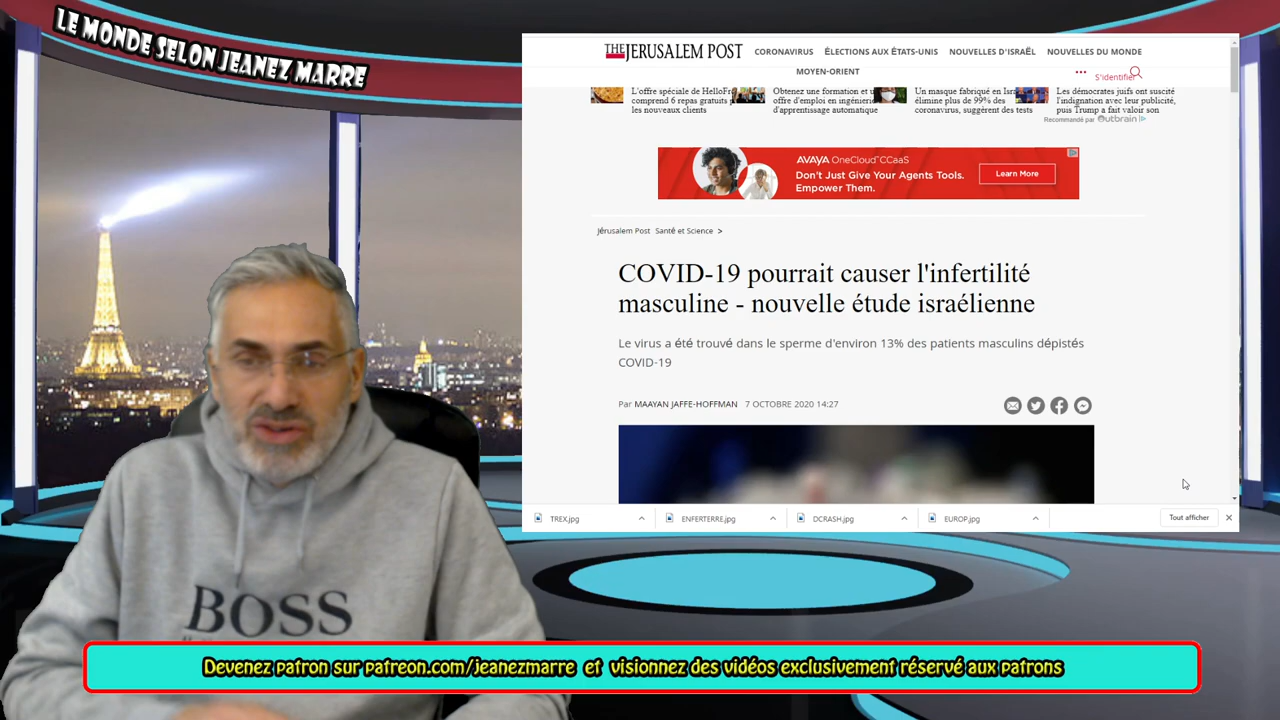 LE MONDE SELON JEANEZ MARRE
THE JERUSALEM POST
CORONAVIRUS ÉLECTIONS AUX ÉTATS-UNIS NOUVELLES D'ISRAËL NOUVELLES DU MONDE
MOYEN-ORIENT
S'identifier
L'offre spéciale de HelloFre
comprend 6 repas gratuits p
les nouveaux clients
Obtenez une formation et u
offre d'emploi en ingénierie
d'apprentissage automatique
Un masque fabriqué en Isra
élimine plus de 99% des
coronavirus, suggèrent des tests
Les démocrates juifs ont suscité
l'indignation avec leur publicité,
puis Trump a fait valoir son
Recommandé par Outbrain
AVAYA OneCloud™CCaaS
Don't Just Give Your Agents Tools.
Empower Them.
Learn More
Jérusalem Post Santé et Science >
COVID-19 pourrait causer l'infertilité
masculine - nouvelle étude israélienne
Le virus a été trouvé dans le sperme d'environ 13% des patients masculins dépistés
COVID-19
Par MAAYAN JAFFE-HOFFMAN 7 OCTOBRE 2020 14:27
TREX.jpg
ENFERTERRE.jpg
DCRASH.jpg
EUROP.jpg
Tout afficher
BOSS
Devenez patron sur patreon.com/jeanezmarre et visionnez des vidéos exclusivement réservé aux patrons